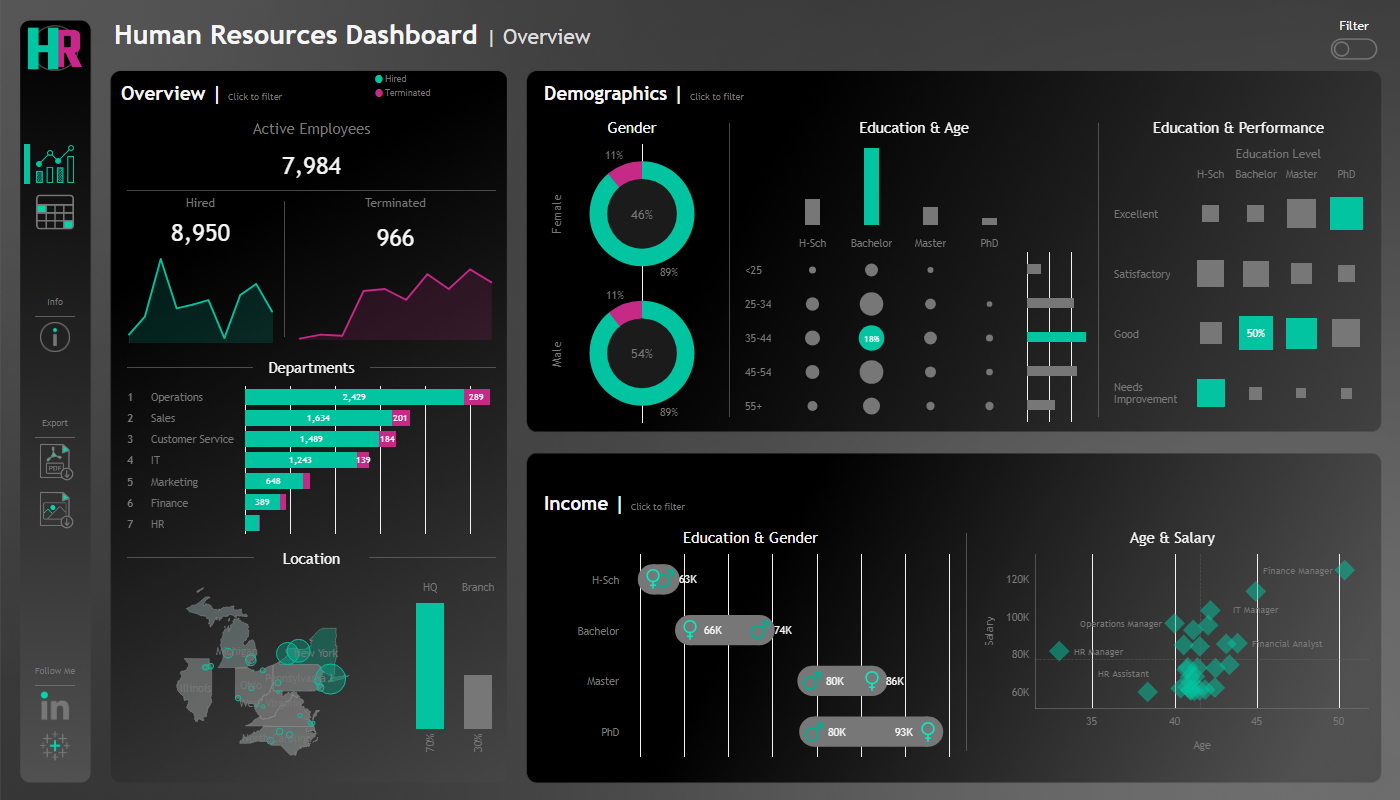 HR
Human Resources Dashboard | Overview
Filter
Info
Export
PDF
Follow Me
in
Overview | Click to filter
Hired
Terminated
Active Employees
7,984
Hired
8,950
Terminated
966
Departments
1 Operations 2,429 289
2 Sales 1,634 201
3 Customer Service 1,489 184
4 IT 1,243 139
5 Marketing 648
6 Finance 389
7 HR
Location
Michigan
New York
Illinois
Ohio
Pennsylvania
HQ Branch
70% 30%
Demographics | Click to filter
Gender
Female
11%
46%
89%
Male
11%
54%
89%
Education & Age
H-Sch Bachelor Master PhD
<25
25-34
35-44 18%
45-54
55+
Education & Performance
Education Level
H-Sch Bachelor Master PhD
Excellent
Satisfactory
Good 50%
Needs
Improvement
Income | Click to filter
Education & Gender
H-Sch 63K
Bachelor 66K 74K
Master 80K 86K
PhD 80K 93K
Age & Salary
Salary
120K
100K
80K
60K
Finance Manager
IT Manager
Operations Manager
Financial Analyst
HR Manager
HR Assistant
35 40 45 50
Age